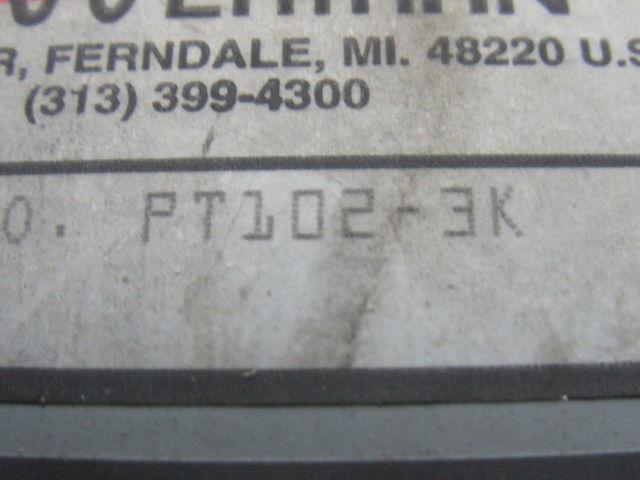 R, FERNDALE, MI. 48220 U.S
(313) 399-4300
O. PT102-3K